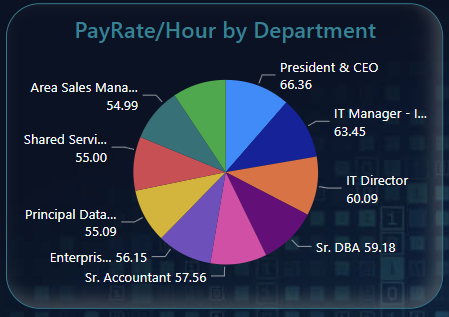 PayRate/Hour by Department
President & CEO
66.36
IT Manager - I...
63.45
IT Director
60.09
Sr. DBA 59.18
Sr. Accountant 57.56
Enterpris... 56.15
Principal Data...
55.09
Shared Servi...
55.00
Area Sales Mana...
54.99